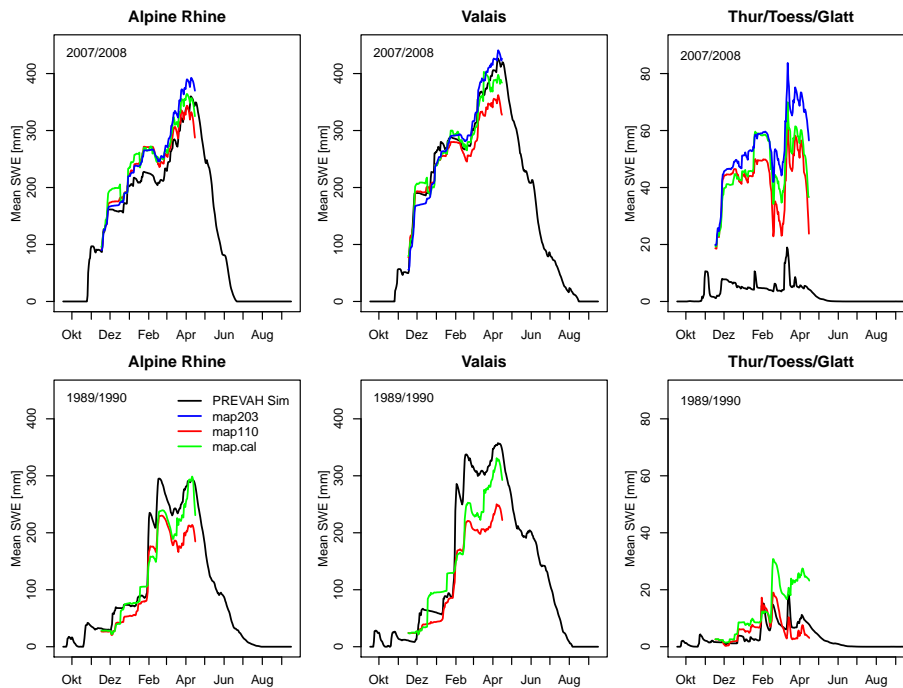 Alpine Rhine
Valais
Thur/Toess/Glatt
2007/2008
2007/2008
2007/2008
Mean SWE [mm]
0 100 200 300 400
Mean SWE [mm]
0 100 200 300 400
Mean SWE [mm]
0 20 40 60 80
Okt Dez Feb Apr Jun Aug
Okt Dez Feb Apr Jun Aug
Okt Dez Feb Apr Jun Aug
Alpine Rhine
Valais
Thur/Toess/Glatt
1989/1990
1989/1990
1989/1990
PREVAH Sim
map203
map110
map.cal
Mean SWE [mm]
0 100 200 300 400
Mean SWE [mm]
0 100 200 300 400
Mean SWE [mm]
0 20 40 60 80
Okt Dez Feb Apr Jun Aug
Okt Dez Feb Apr Jun Aug
Okt Dez Feb Apr Jun Aug